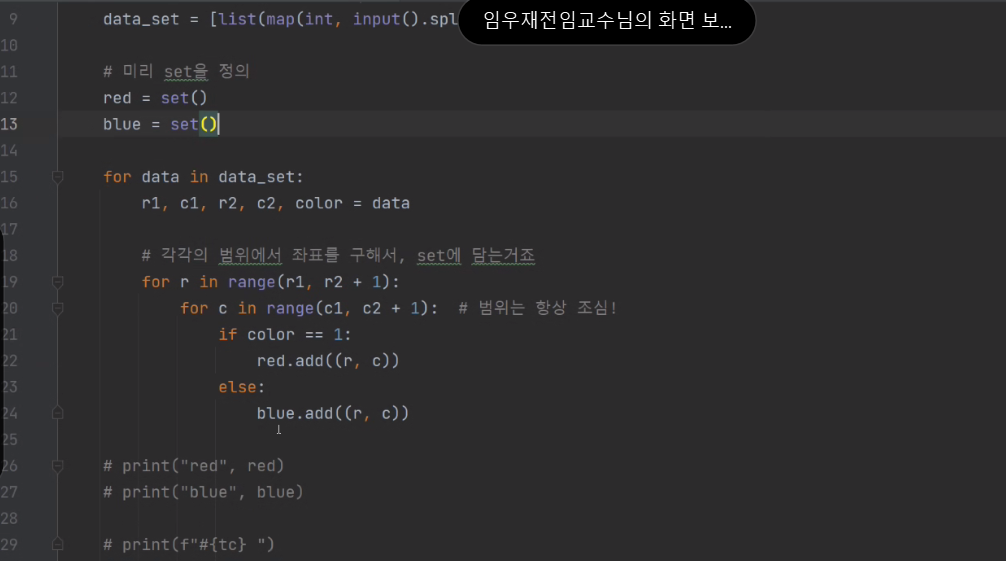 임우재전임교수님의 화면 보...
9 data_set = [list(map(int, input().spl
10
11 # 미리 set을 정의
12 red = set()
13 blue = set()
14
15 for data in data_set:
16 r1, c1, r2, c2, color = data
17
18 # 각각의 범위에서 좌표를 구해서, set에 담는거죠
19 for r in range(r1, r2 + 1):
20 for c in range(c1, c2 + 1): # 범위는 항상 조심!
21 if color == 1:
22 red.add((r, c))
23 else:
24 blue.add((r, c))
25
26 # print("red", red)
27 # print("blue", blue)
28
29 # print(f"#{tc} ")